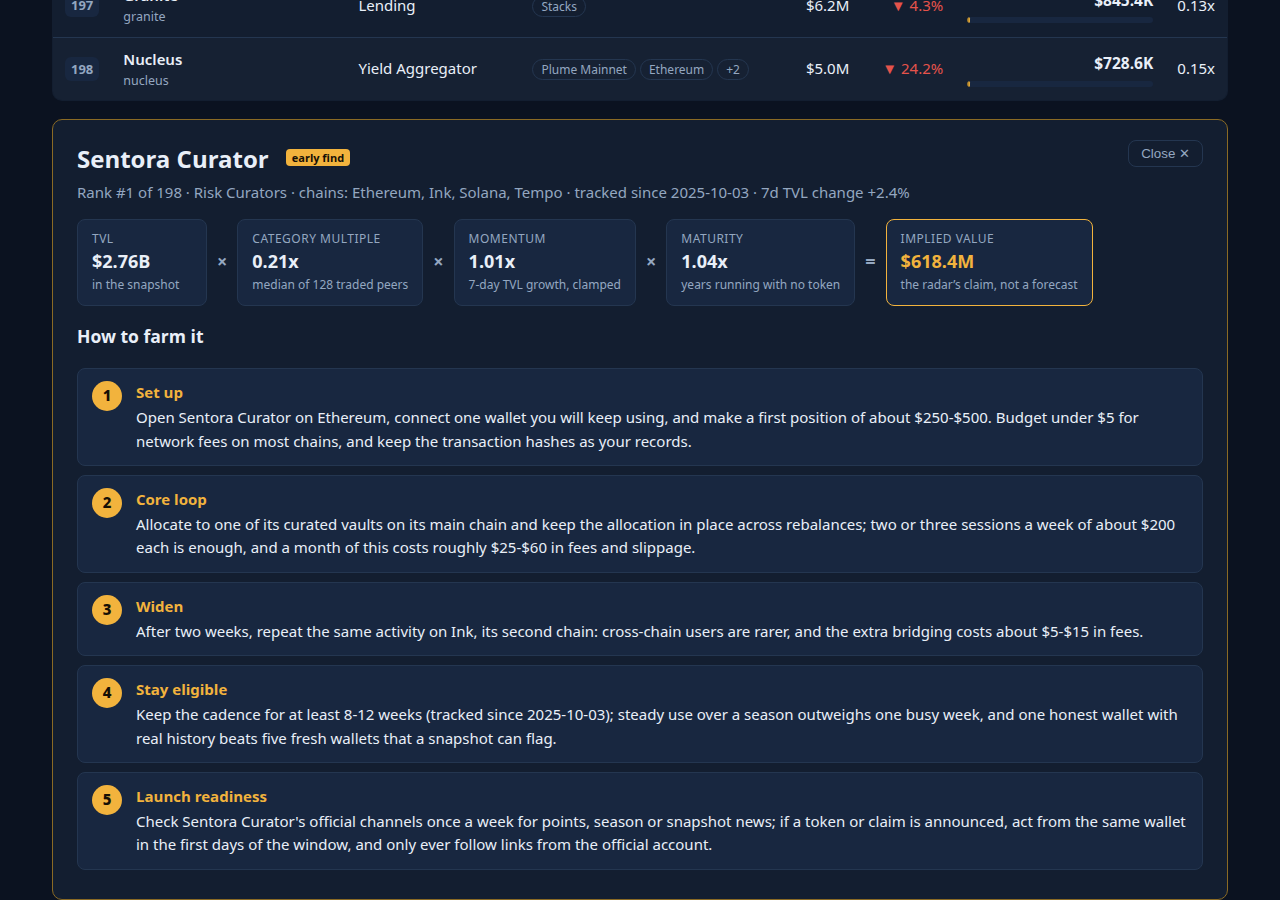 197 Lending Stacks $6.2M ▼ 4.3% 0.13x
granite
Nucleus
198 Yield Aggregator Plume Mainnet Ethereum +2 $5.0M ▼ 24.2% $728.6K 0.15x
nucleus
Sentora Curator early find Close ✕
Rank #1 of 198 · Risk Curators · chains: Ethereum, Ink, Solana, Tempo · tracked since 2025-10-03 · 7d TVL change +2.4%
TVL
$2.76B
in the snapshot
×
CATEGORY MULTIPLE
0.21x
median of 128 traded peers
×
MOMENTUM
1.01x
7-day TVL growth, clamped
×
MATURITY
1.04x
years running with no token
=
IMPLIED VALUE
$618.4M
the radar's claim, not a forecast
How to farm it
1 Set up
Open Sentora Curator on Ethereum, connect one wallet you will keep using, and make a first position of about $250-$500. Budget under $5 for
network fees on most chains, and keep the transaction hashes as your records.
2 Core loop
Allocate to one of its curated vaults on its main chain and keep the allocation in place across rebalances; two or three sessions a week of about $200
each is enough, and a month of this costs roughly $25-$60 in fees and slippage.
3 Widen
After two weeks, repeat the same activity on Ink, its second chain: cross-chain users are rarer, and the extra bridging costs about $5-$15 in fees.
4 Stay eligible
Keep the cadence for at least 8-12 weeks (tracked since 2025-10-03); steady use over a season outweighs one busy week, and one honest wallet with
real history beats five fresh wallets that a snapshot can flag.
5 Launch readiness
Check Sentora Curator's official channels once a week for points, season or snapshot news; if a token or claim is announced, act from the same wallet
in the first days of the window, and only ever follow links from the official account.